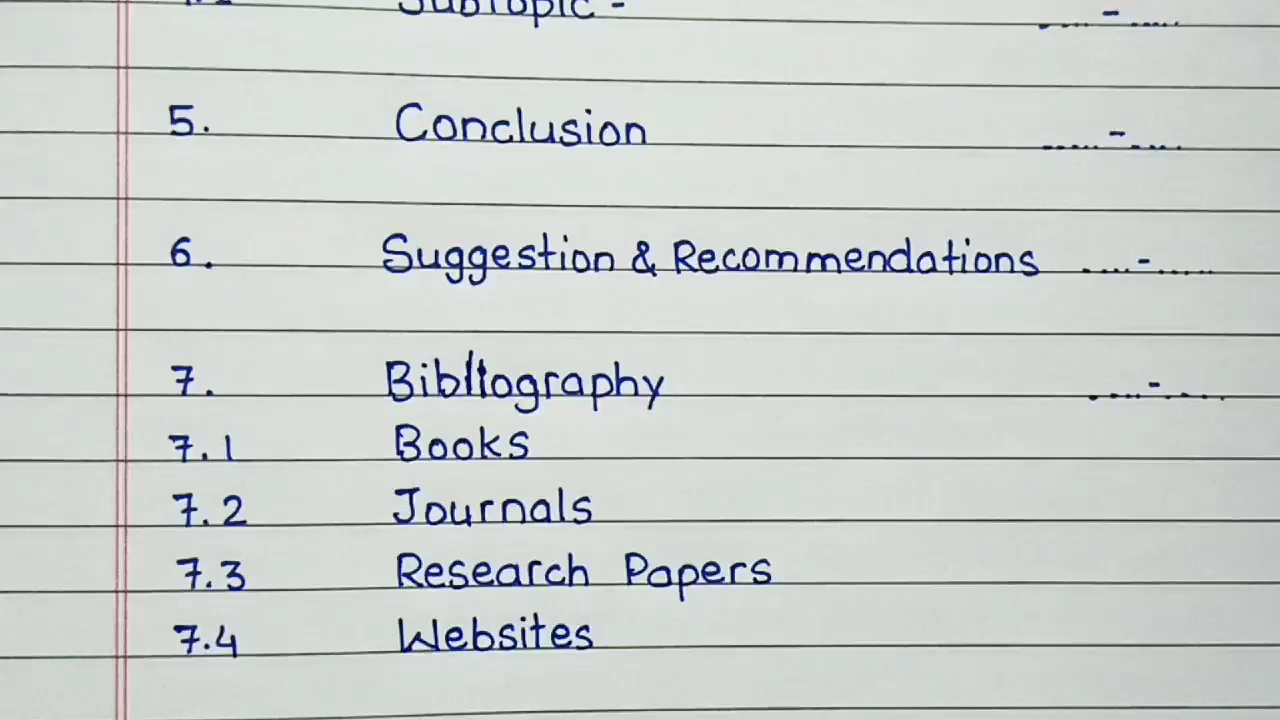 Subtopic - ....-.....
5. Conclusion .....-.....
6. Suggestion & Recommendations ....-.....
7. Bibliography ....-.....
7.1 Books
7.2 Journals
7.3 Research Papers
7.4 Websites